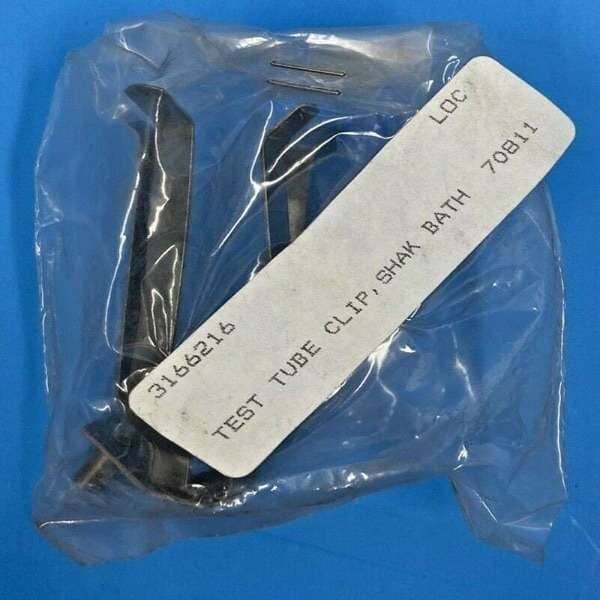 3166216 LOC
TEST TUBE CLIP, SHAK BATH 70811